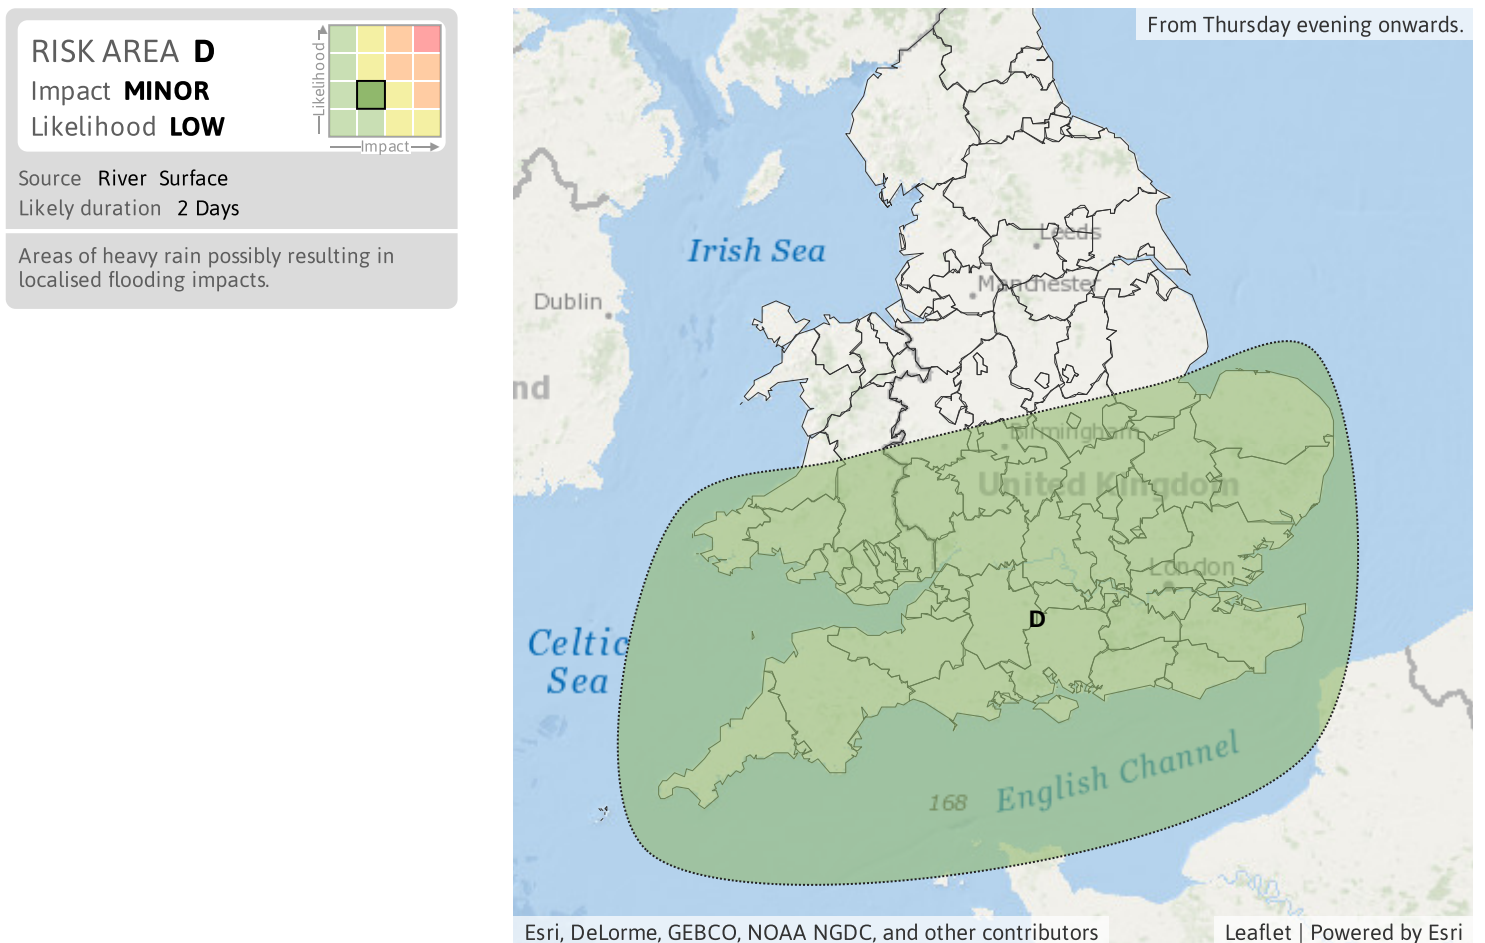 RISK AREA D
Impact MINOR
Likelihood LOW
Likelihood
Impact
Source River Surface
Likely duration 2 Days
Areas of heavy rain possibly resulting in
localised flooding impacts.
From Thursday evening onwards.
Leeds
Irish Sea
Manchester
Dublin
nd
Birmingham
United Kingdom
London
D
Celtic
Sea
English Channel
168
Esri, DeLorme, GEBCO, NOAA NGDC, and other contributors
Leaflet | Powered by Esri